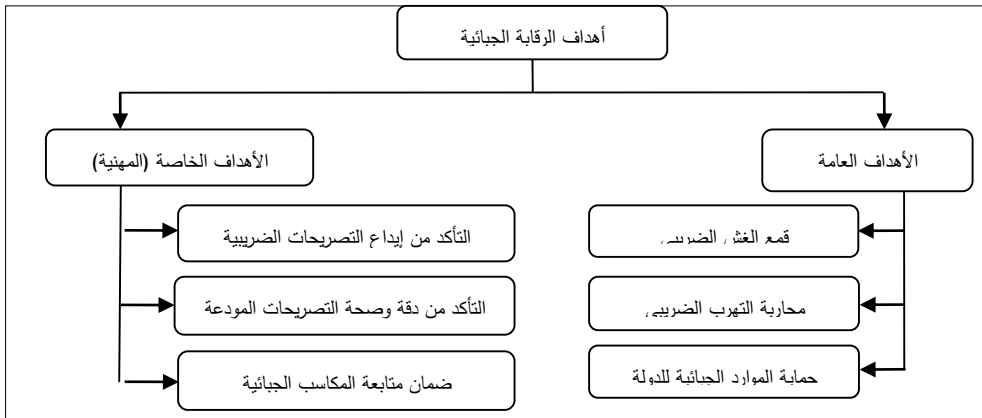 أهداف الرقابة الجبائية
الأهداف العامة
الأهداف الخاصة (المهنية)
قمع الغش الضريبي
التأكد من إيداع التصريحات الضريبية
محاربة التهرب الضريبي
التأكد من دقة وصحة التصريحات المودعة
حماية الموارد الجبائية للدولة
ضمان متابعة المكاسب الجبائية